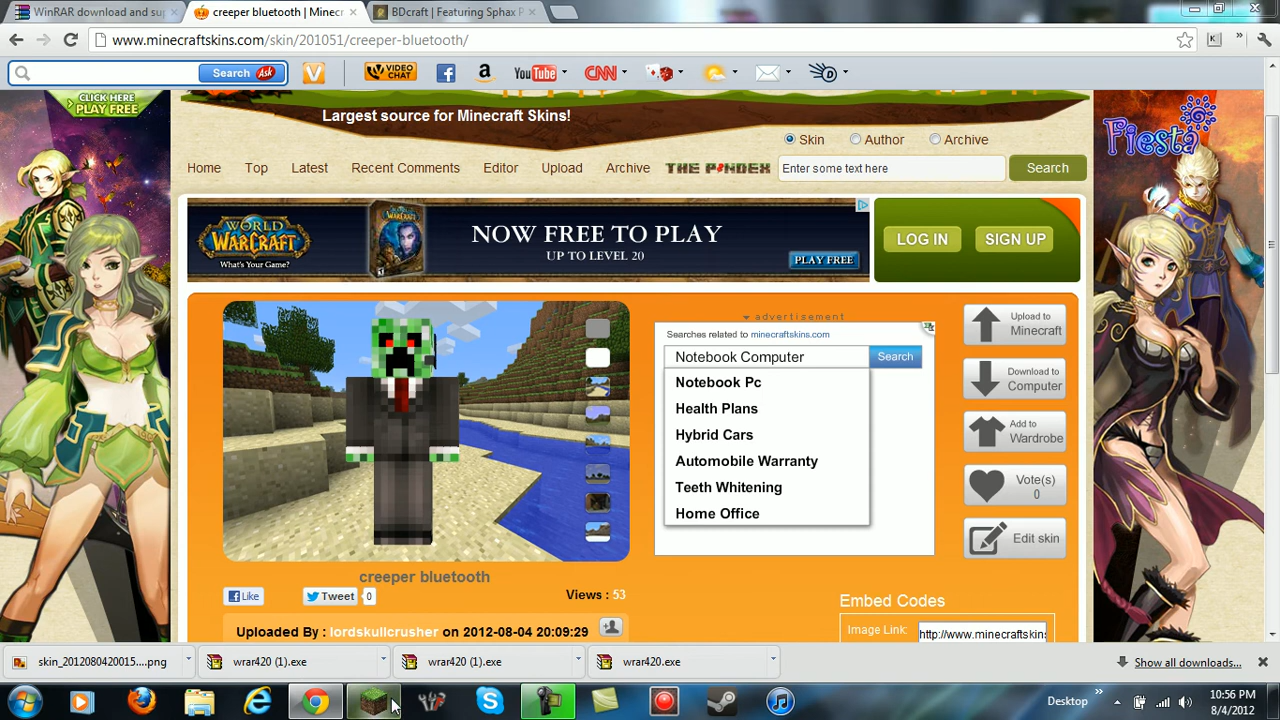 WinRAR download and sup
creeper bluetooth | Minecr
BDcraft | Featuring Sphax P
www.minecraftskins.com/skin/201051/creeper-bluetooth/
Search Ask
V
VIDEO CHAT
YouTube
CNN
CLICK HERE
PLAY FREE
Largest source for Minecraft Skins!
Skin Author Archive
Home Top Latest Recent Comments Editor Upload Archive
Enter some text here
Search
Fiesta
WORLD
WARCRAFT
What's Your Game?
NOW FREE TO PLAY
UP TO LEVEL 20
PLAY FREE
LOG IN
SIGN UP
advertisement
Searches related to minecraftskins.com
Notebook Computer
Search
Notebook Pc
Health Plans
Hybrid Cars
Automobile Warranty
Teeth Whitening
Home Office
Upload to
Minecraft
Download to
Computer
Add to
Wardrobe
Vote(s)
0
Edit skin
creeper bluetooth
Like
Tweet 0
Views : 53
Uploaded By : lordskullcrusher on 2012-08-04 20:09:29
Embed Codes
Image Link:
http://www.minecraftskins
skin_2012080420015....png
wrar420 (1).exe
wrar420 (1).exe
wrar420.exe
Show all downloads...
Desktop
10:56 PM
8/4/2012